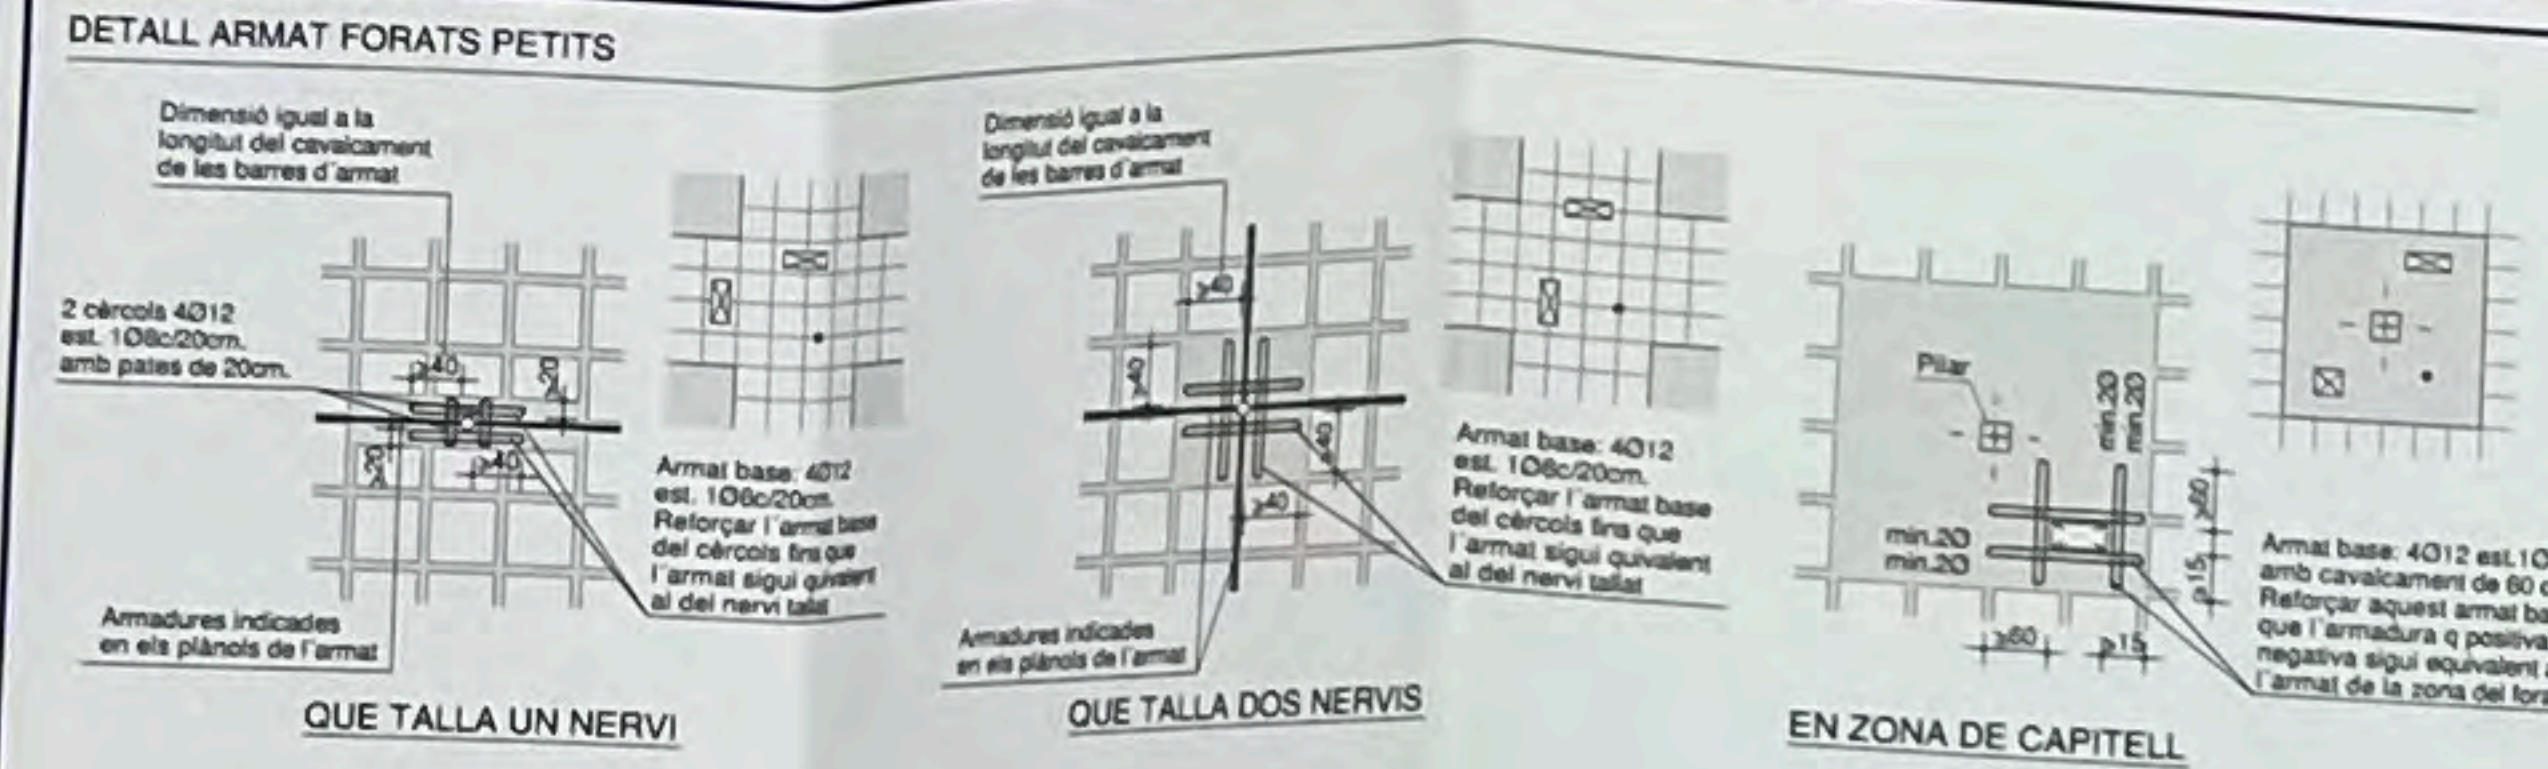 DETALL ARMAT FORATS PETITS
Dimensió igual a la
longitut del cavalcament
de les barres d'armat
2 cèrcols 4Ø12
est. 1Ø8c/20cm.
amb pates de 20cm.
≥40
≥20
≥20
≥40
Armadures indicades
en els plànols de l'armat
Armat base: 4Ø12
est. 1Ø6c/20cm.
Reforçar l'armat base
del cèrcols fins que
l'armat sigui quivalent
al del nervi tallat
QUE TALLA UN NERVI
Dimensió igual a la
longitut del cavalcament
de les barres d'armat
≥40
≥40
≥40
≥40
Armadures indicades
en els plànols de l'armat
Armat base: 4Ø12
est. 1Ø6c/20cm.
Reforçar l'armat base
del cèrcols fins que
l'armat sigui quivalent
al del nervi tallat
QUE TALLA DOS NERVIS
Pilar
min.20
min.20
min.20
min.20
≥60
≥15
≥60
≥15
Armat base: 4Ø12 est.1Ø
amb cavalcament de 60
Reforçar aquest armat ba
que l'armadura q positiva
negativa sigui equivalent
l'armat de la zona del for
EN ZONA DE CAPITELL